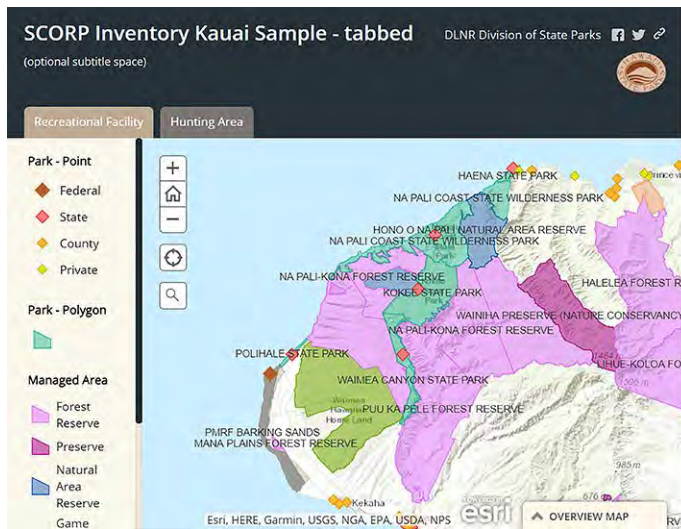 SCORP Inventory Kauai Sample - tabbed
DLNR Division of State Parks
(optional subtitle space)
Recreational Facility
Hunting Area
Park - Point
Federal
State
County
Private
Park - Polygon
Managed Area
Forest
Reserve
Preserve
Natural
Area
Reserve
Game
HAENA STATE PARK
NA PALI COAST STATE WILDERNESS PARK
HONO O NA PALI NATURAL AREA RESERVE
NA PALI COAST STATE WILDERNESS PARK
NA PALI-KONA FOREST RESERVE
KOKEE STATE PARK
HALELEA FOREST R
WAINIHA PRESERVE (NATURE CONSERVANCY
NA PALI-KONA FOREST RESERVE
LIHUE-KOLOA FO
POLIHALE STATE PARK
WAIMEA CANYON STATE PARK
PUU KA PELE FOREST RESERVE
Home Land
PMRF BARKING SANDS
MANA PLAINS FOREST RESERVE
985 m
676 m
Kekaha
Esri, HERE, Garmin, USGS, NGA, EPA, USDA, NPS
esri
OVERVIEW MAP